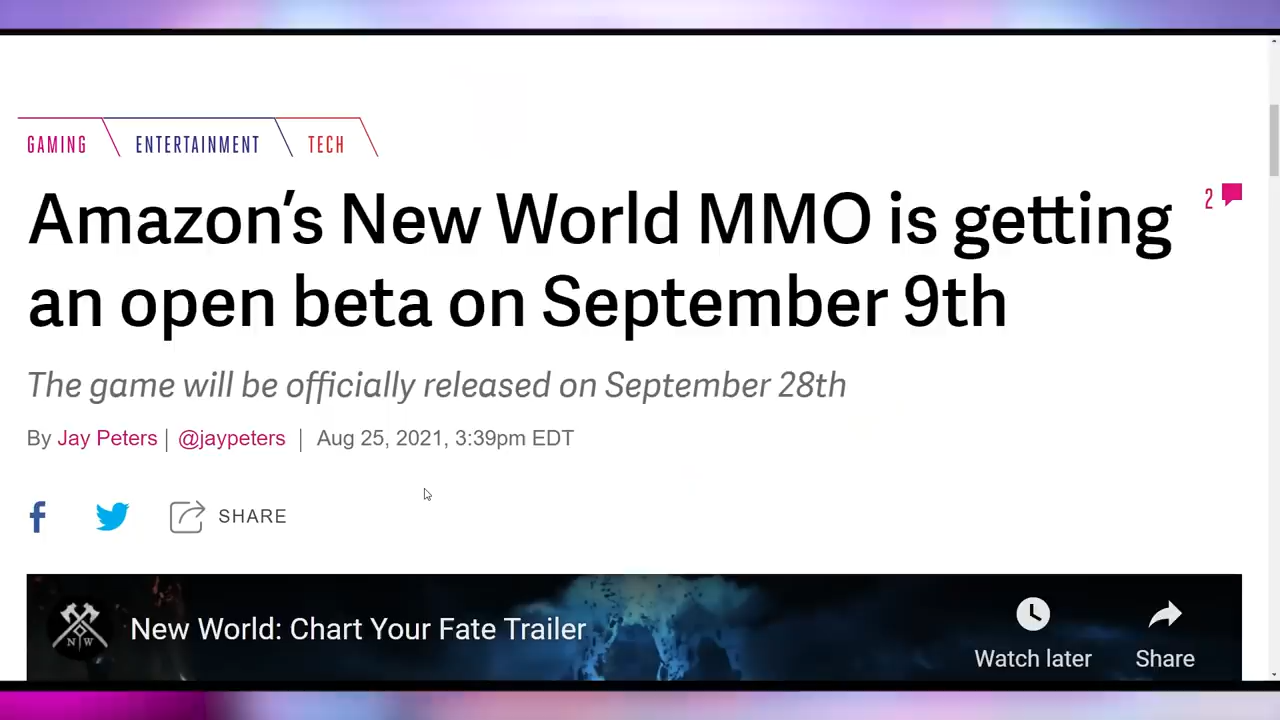 GAMING ENTERTAINMENT TECH
Amazon's New World MMO is getting
an open beta on September 9th
2
The game will be officially released on September 28th
By Jay Peters | @jaypeters | Aug 25, 2021, 3:39pm EDT
SHARE
N W
New World: Chart Your Fate Trailer
Watch later
Share